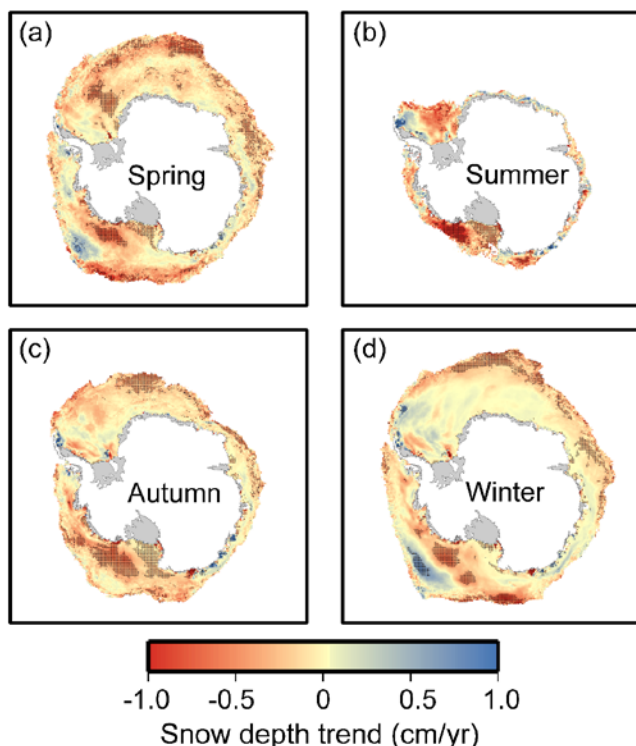 (a)
Spring
(b)
Summer
(c)
Autumn
(d)
Winter
-1.0 -0.5 0 0.5 1.0
Snow depth trend (cm/yr)